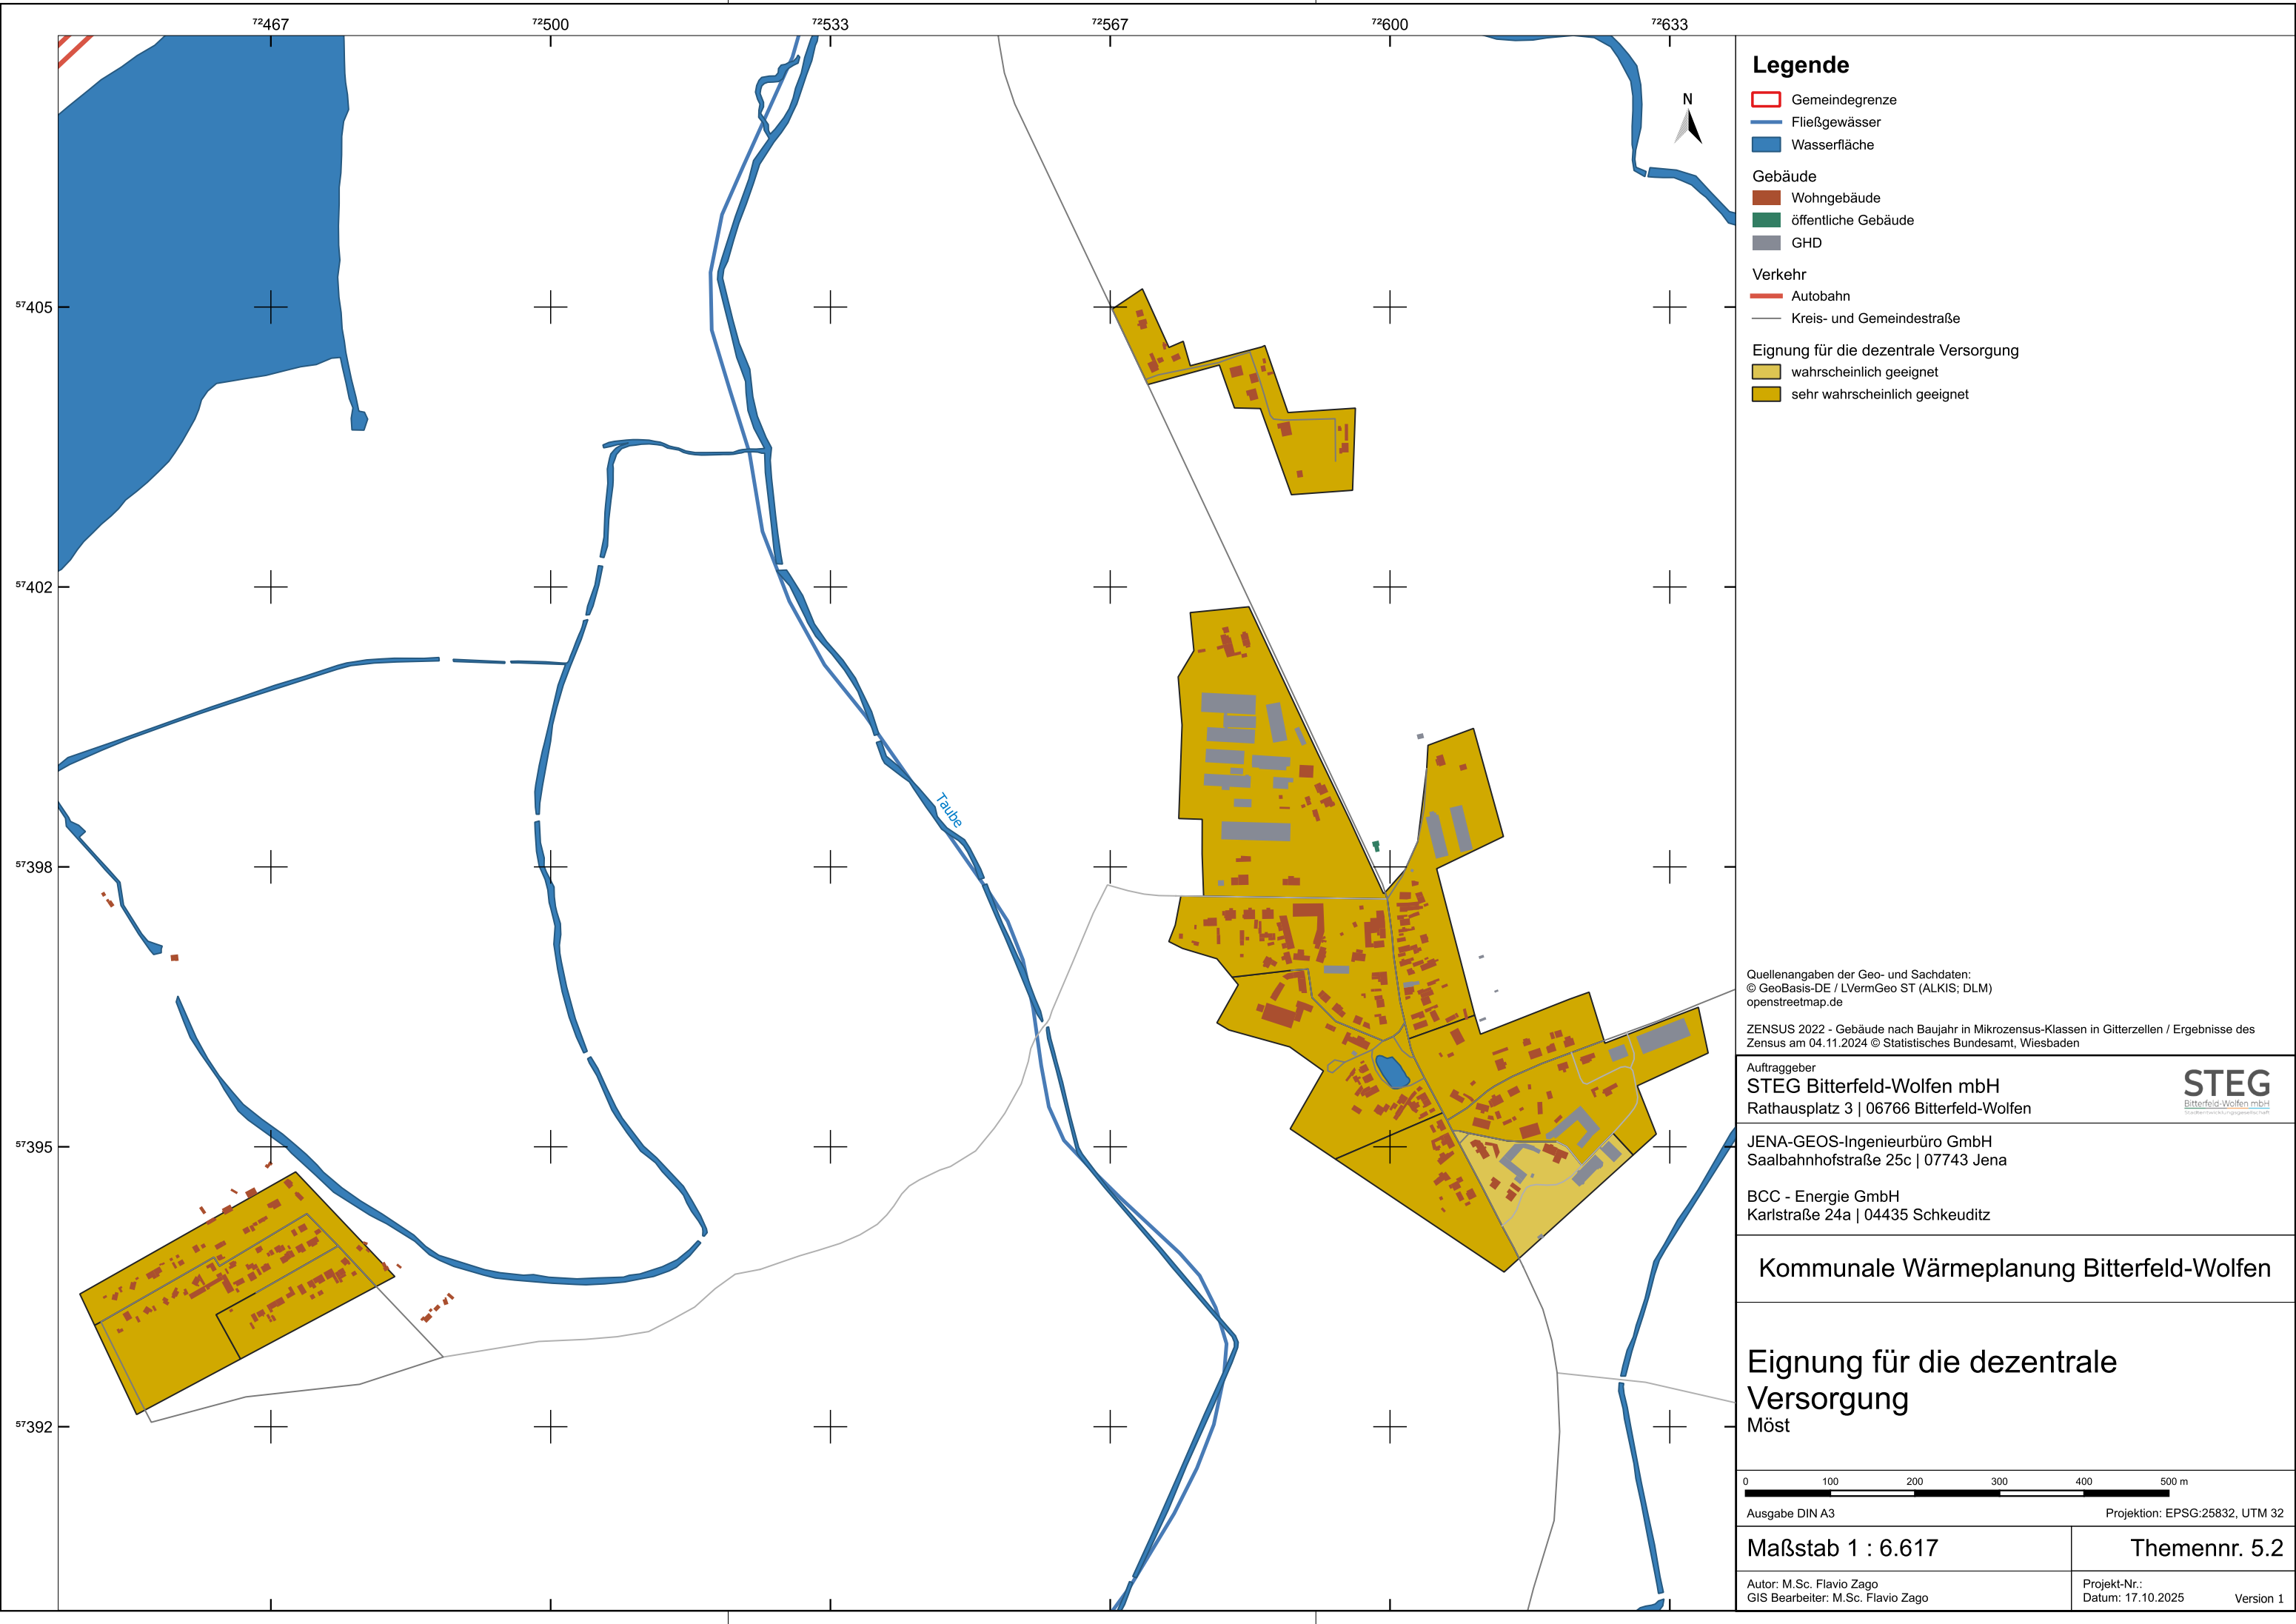 ⁷²467 ⁷²500 ⁷²533 ⁷²567 ⁷²600 ⁷²633
⁵⁷405
⁵⁷402
⁵⁷398
⁵⁷395
⁵⁷392
N
Taube
Legende
Gemeindegrenze
Fließgewässer
Wasserfläche
Gebäude
Wohngebäude
öffentliche Gebäude
GHD
Verkehr
Autobahn
Kreis- und Gemeindestraße
Eignung für die dezentrale Versorgung
wahrscheinlich geeignet
sehr wahrscheinlich geeignet
Quellenangaben der Geo- und Sachdaten:
© GeoBasis-DE / LVermGeo ST (ALKIS; DLM)
openstreetmap.de
ZENSUS 2022 - Gebäude nach Baujahr in Mikrozensus-Klassen in Gitterzellen / Ergebnisse des
Zensus am 04.11.2024 © Statistisches Bundesamt, Wiesbaden
Auftraggeber
STEG Bitterfeld-Wolfen mbH
Rathausplatz 3 | 06766 Bitterfeld-Wolfen
STEG
Bitterfeld-Wolfen mbH
Stadtentwicklungsgesellschaft
JENA-GEOS-Ingenieurbüro GmbH
Saalbahnhofstraße 25c | 07743 Jena
BCC - Energie GmbH
Karlstraße 24a | 04435 Schkeuditz
Kommunale Wärmeplanung Bitterfeld-Wolfen
Eignung für die dezentrale
Versorgung
Möst
0 100 200 300 400 500 m
Ausgabe DIN A3 Projektion: EPSG:25832, UTM 32
Maßstab 1 : 6.617 Themennr. 5.2
Autor: M.Sc. Flavio Zago
GIS Bearbeiter: M.Sc. Flavio Zago
Projekt-Nr.:
Datum: 17.10.2025 Version 1